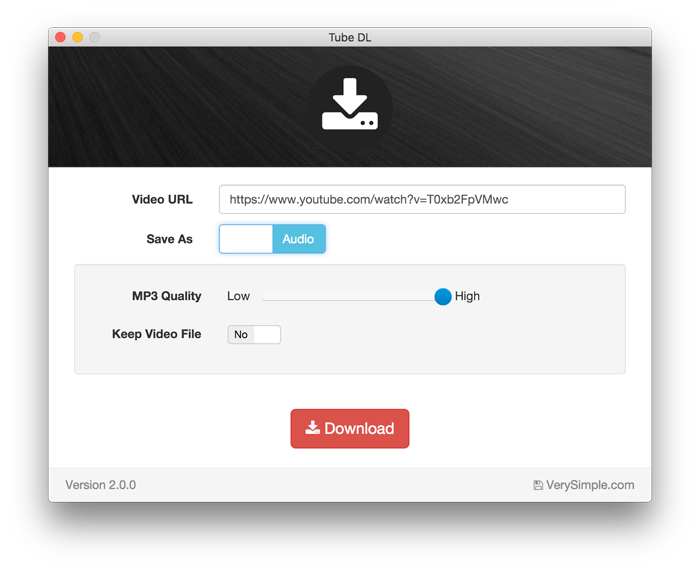 Tube DL
Video URL https://www.youtube.com/watch?v=T0xb2FpVMwc
Save As Audio
MP3 Quality Low High
Keep Video File No
Download
Version 2.0.0 VerySimple.com